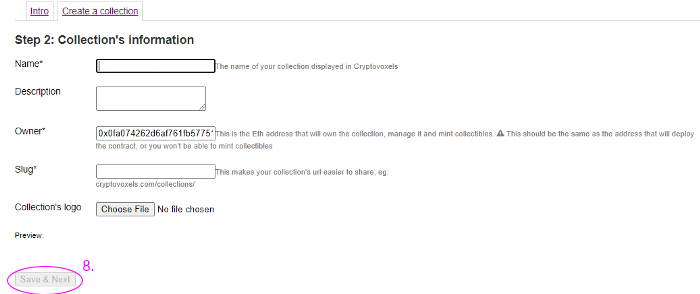 Intro Create a collection
Step 2: Collection's information
Name* The name of your collection displayed in Cryptovoxels
Description
Owner* 0x0fa074262d6af761fb5775 This is the Eth address that will own the collection, manage it and mint collectibles. ⚠ This should be the same as the address that will deploy
the contract, or you won't be able to mint collectibles
Slug* This makes your collection's url easier to share, eg:
cryptovoxels.com/collections/
Collection's logo Choose File No file chosen
Preview:
8.
Save & Next